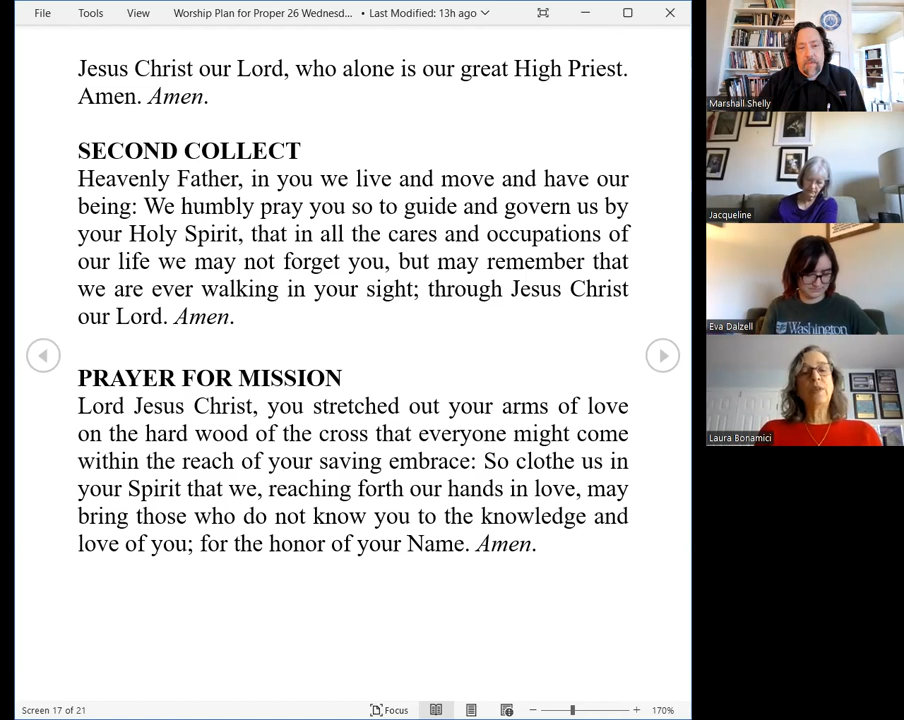 File Tools Worship Plan for Proper 26 Wednesd... • Last Modified: 13h ago
Jesus Christ our Lord, who alone is our great High Priest.
Amen. Amen.
SECOND COLLECT
Heavenly Father, in you we live and move and have our
being: We humbly pray you so to guide and govern us by
your Holy Spirit, that in all the cares and occupations of
our life we may not forget you, but may remember that
we are ever walking in your sight; through Jesus Christ
our Lord. Amen.
PRAYER FOR MISSION
Lord Jesus Christ, you stretched out your arms of love
on the hard wood of the cross that everyone might come
within the reach of your saving embrace: So clothe us in
your Spirit that we, reaching forth our hands in love, may
bring those who do not know you to the knowledge and
love of you; for the honor of your Name. Amen.
Screen 17 of 21 Focus 170%
Marshall Shelly
Jacqueline
Washington
Eva Dalzell
Laura Bonamici